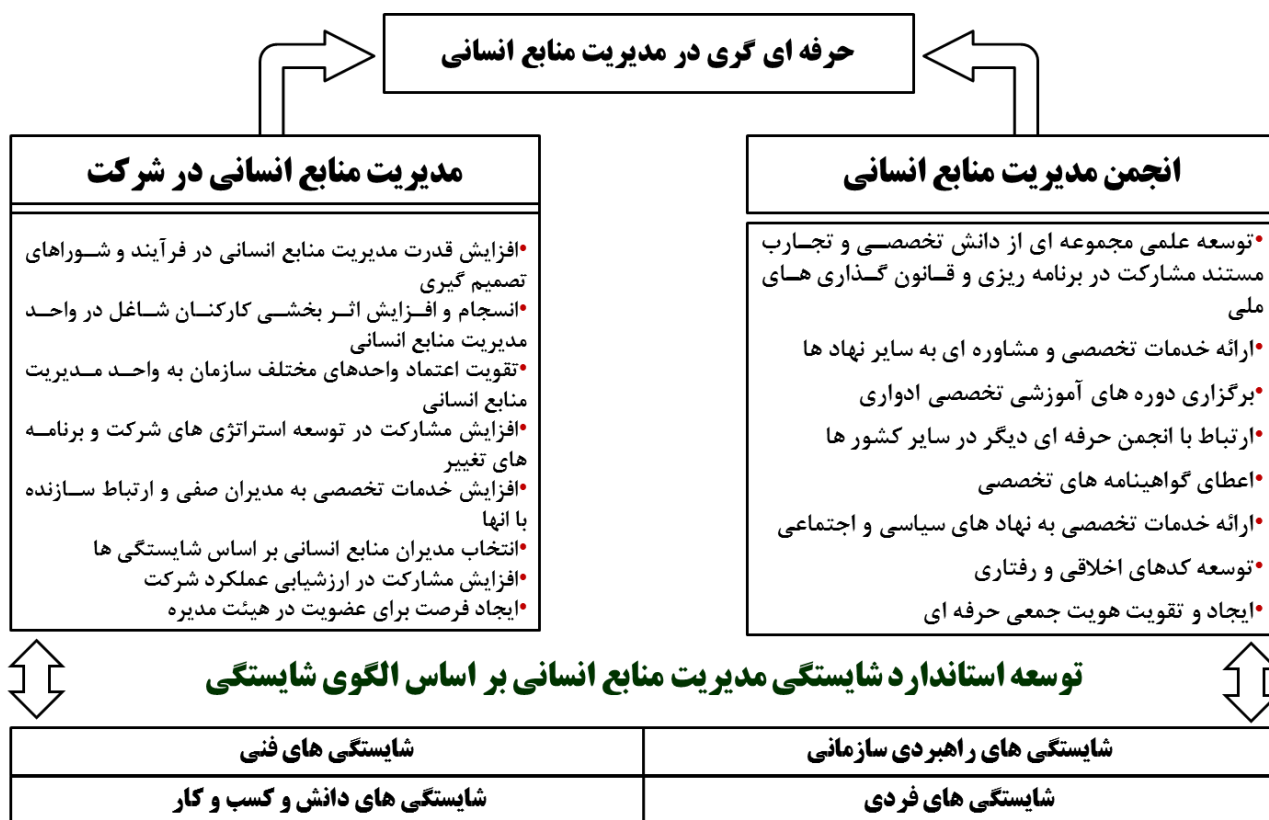 حرفه ای گری در مدیریت منابع انسانی
انجمن مدیریت منابع انسانی
•توسعه علمی مجموعه ای از دانش تخصصی و تجارب
مستند مشارکت در برنامه ریزی و قانون گذاری های
ملی
•ارائه خدمات تخصصی و مشاوره ای به سایر نهاد ها
•برگزاری دوره های آموزشی تخصصی ادواری
•ارتباط با انجمن حرفه ای دیگر در سایر کشور ها
•اعطای گواهینامه های تخصصی
•ارائه خدمات تخصصی به نهاد های سیاسی و اجتماعی
•توسعه کدهای اخلاقی و رفتاری
•ایجاد و تقویت هویت جمعی حرفه ای
مدیریت منابع انسانی در شرکت
•افزایش قدرت مدیریت منابع انسانی در فرآیند و شوراهای
تصمیم گیری
•انسجام و افزایش اثر بخشی کارکنان شاغل در واحد
مدیریت منابع انسانی
•تقویت اعتماد واحدهای مختلف سازمان به واحد مدیریت
منابع انسانی
•افزایش مشارکت در توسعه استراتژی های شرکت و برنامه
های تغییر
•افزایش خدمات تخصصی به مدیران صفی و ارتباط سازنده
با انها
•انتخاب مدیران منابع انسانی بر اساس شایستگی ها
•افزایش مشارکت در ارزشیابی عملکرد شرکت
•ایجاد فرصت برای عضویت در هیئت مدیره
توسعه استاندارد شایستگی مدیریت منابع انسانی بر اساس الگوی شایستگی
شایستگی های راهبردی سازمانی
شایستگی های فنی
شایستگی های فردی
شایستگی های دانش و کسب و کار